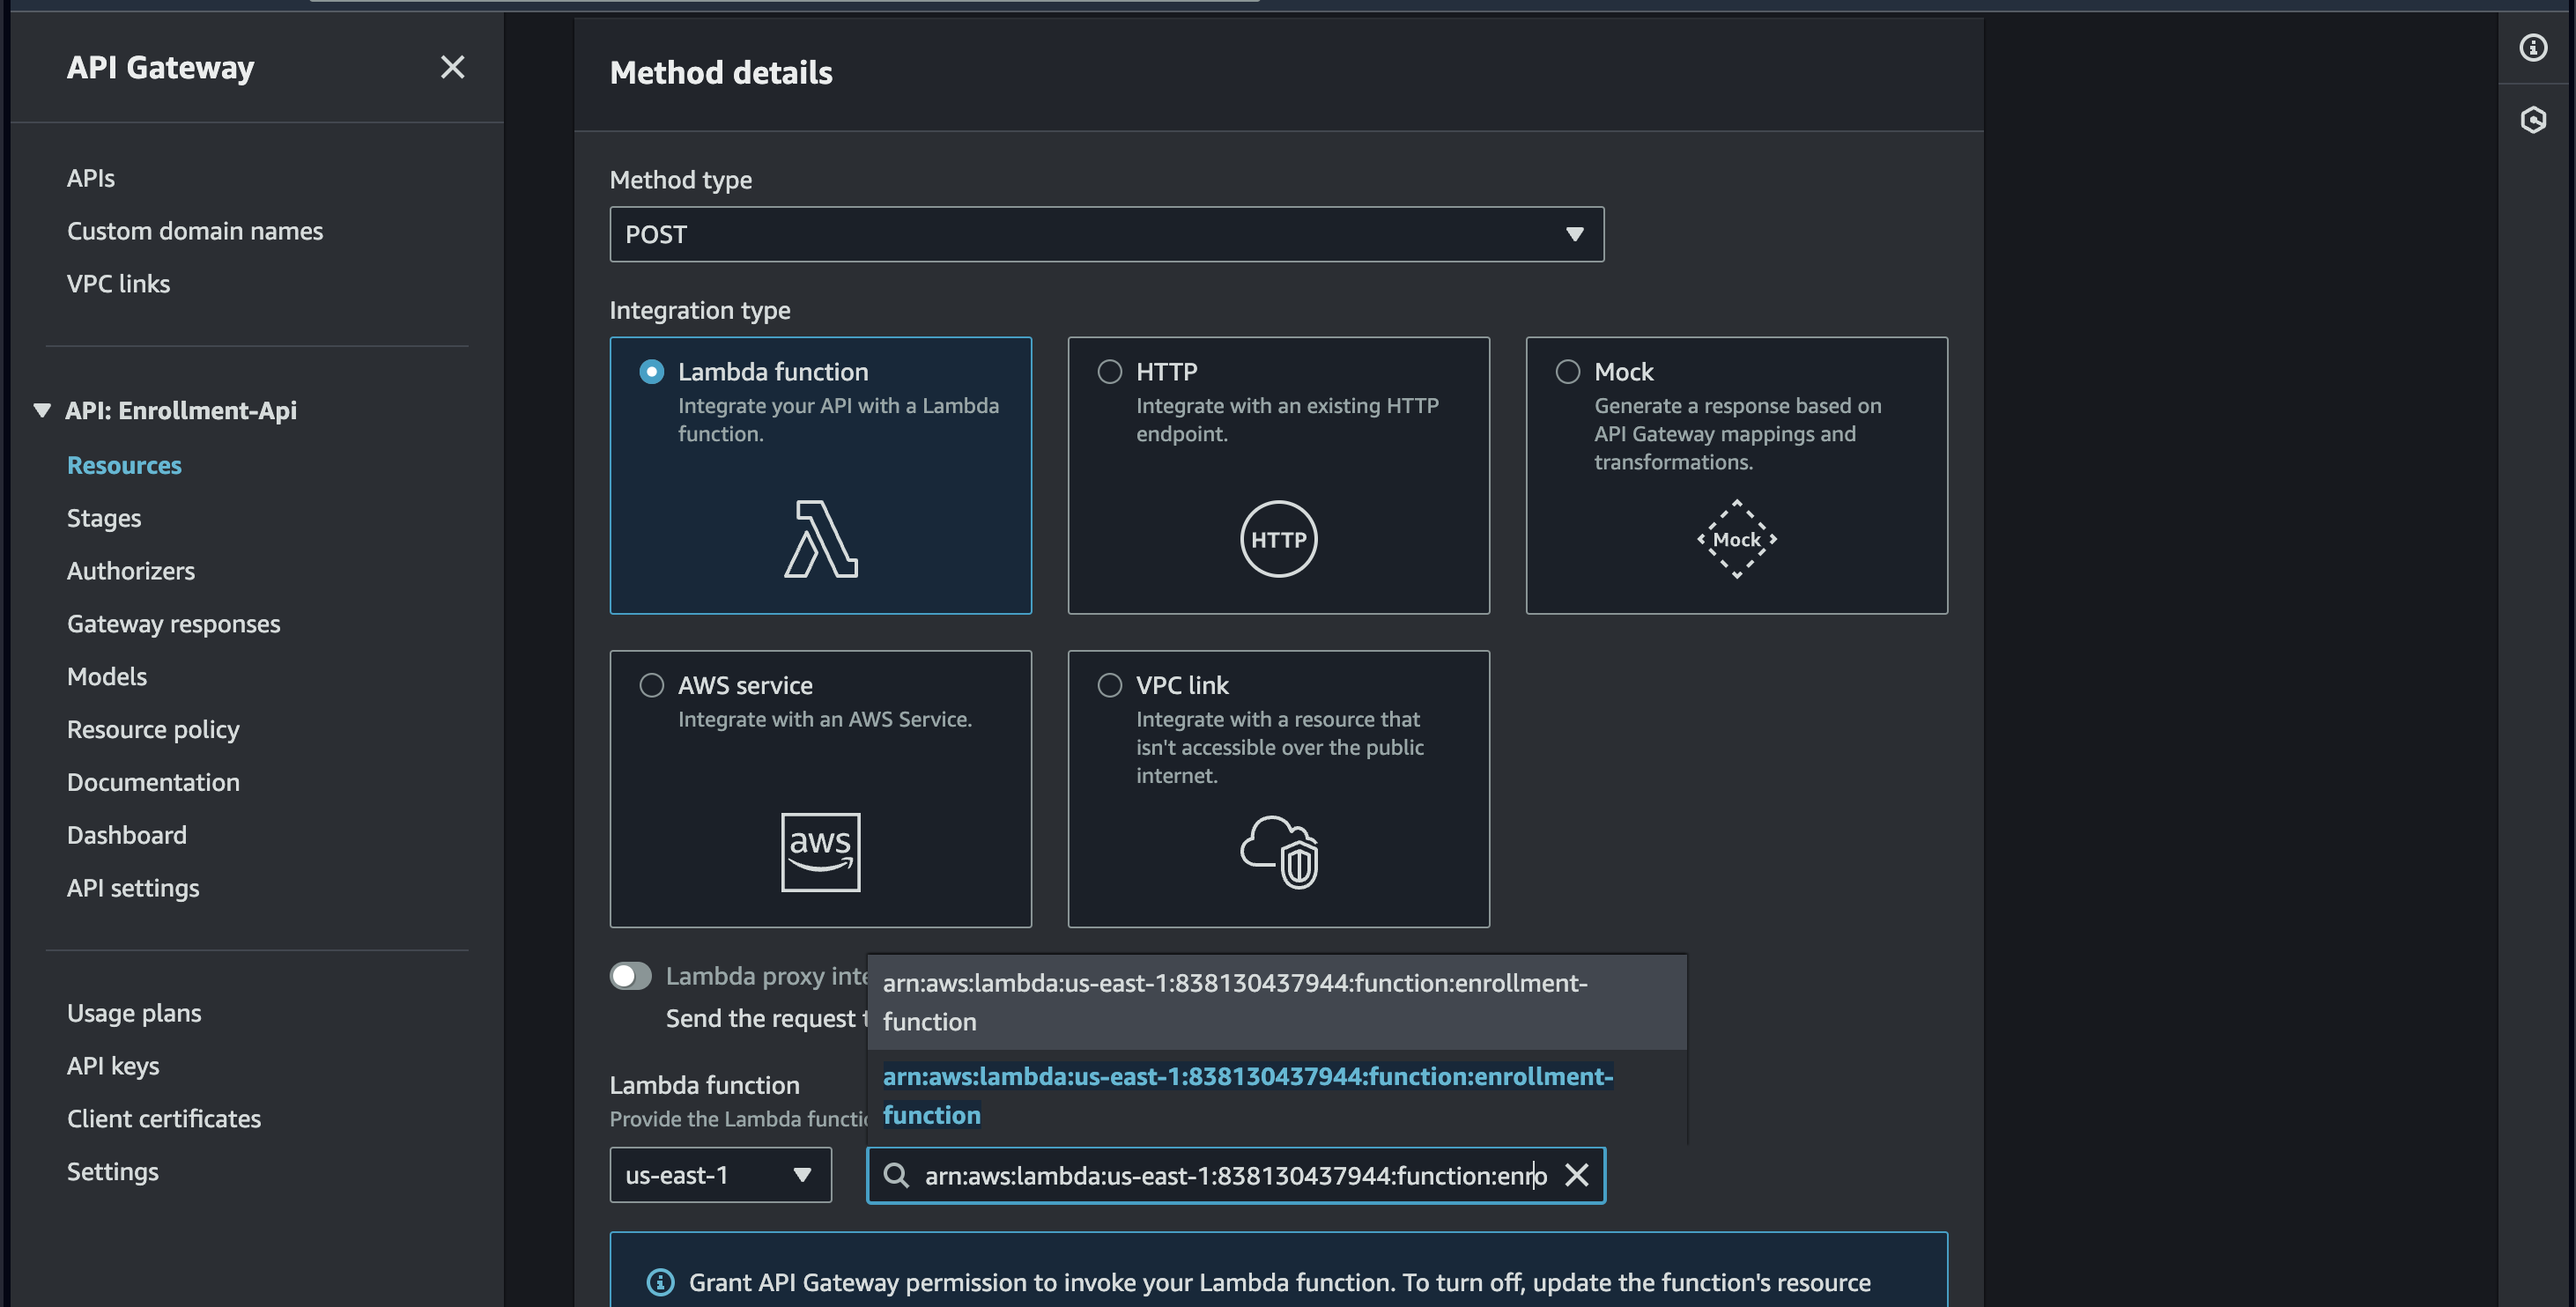 API Gateway
APIs
Custom domain names
VPC links
API: Enrollment-Api
Resources
Stages
Authorizers
Gateway responses
Models
Resource policy
Documentation
Dashboard
API settings
Usage plans
API keys
Client certificates
Settings
Method details
Method type
POST
Integration type
Lambda function
Integrate your API with a Lambda
function.
HTTP
Integrate with an existing HTTP
endpoint.
HTTP
Mock
Generate a response based on
API Gateway mappings and
transformations.
Mock
AWS service
Integrate with an AWS Service.
aws
VPC link
Integrate with a resource that
isn't accessible over the public
internet.
Lambda proxy inte
Send the request t
arn:aws:lambda:us-east-1:838130437944:function:enrollment-
function
arn:aws:lambda:us-east-1:838130437944:function:enrollment-
function
Lambda function
Provide the Lambda functio
us-east-1
arn:aws:lambda:us-east-1:838130437944:function:enro
Grant API Gateway permission to invoke your Lambda function. To turn off, update the function's resource